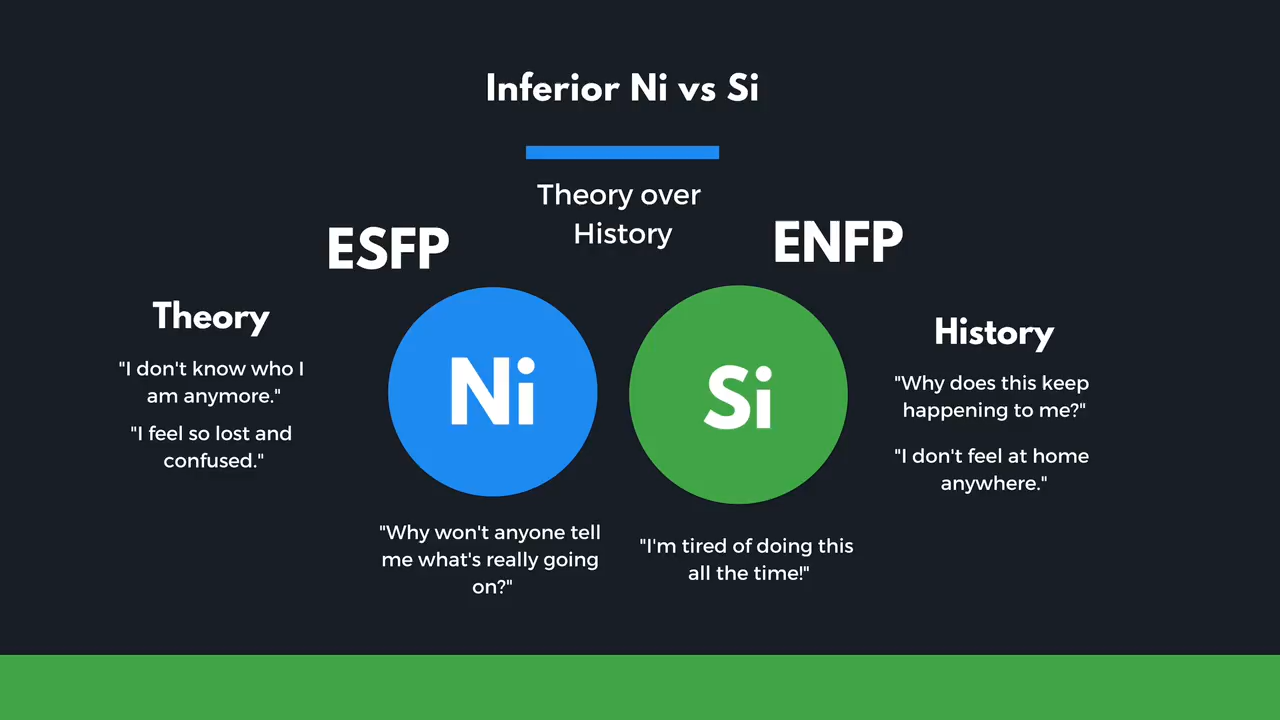 Inferior Ni vs Si
Theory over
History
ESFP
ENFP
Theory
"I don't know who I
am anymore."
"I feel so lost and
confused."
Ni
Si
History
"Why does this keep
happening to me?"
"I don't feel at home
anywhere."
"Why won't anyone tell
me what's really going
on?"
"I'm tired of doing this
all the time!"